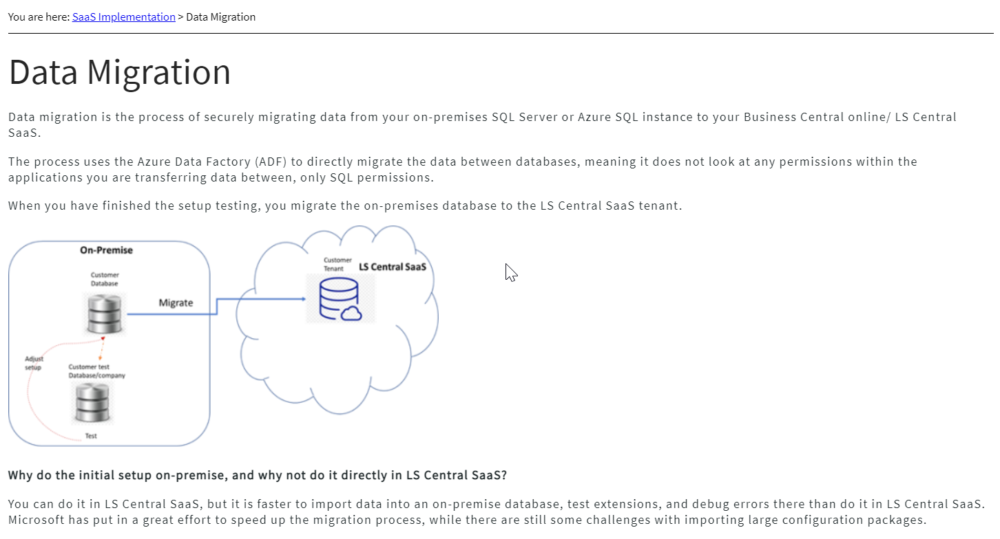 You are here: SaaS Implementation > Data Migration
Data Migration
Data migration is the process of securely migrating data from your on-premises SQL Server or Azure SQL instance to your Business Central online/ LS Central
SaaS.
The process uses the Azure Data Factory (ADF) to directly migrate the data between databases, meaning it does not look at any permissions within the
applications you are transferring data between, only SQL permissions.
When you have finished the setup testing, you migrate the on-premises database to the LS Central SaaS tenant.
On-Premise
Customer
Database
Migrate
Adjust
setup
Customer test
Database/company
Test
Customer
Tenant
LS Central SaaS
Why do the initial setup on-premise, and why not do it directly in LS Central SaaS?
You can do it in LS Central SaaS, but it is faster to import data into an on-premise database, test extensions, and debug errors there than do it in LS Central SaaS.
Microsoft has put in a great effort to speed up the migration process, while there are still some challenges with importing large configuration packages.